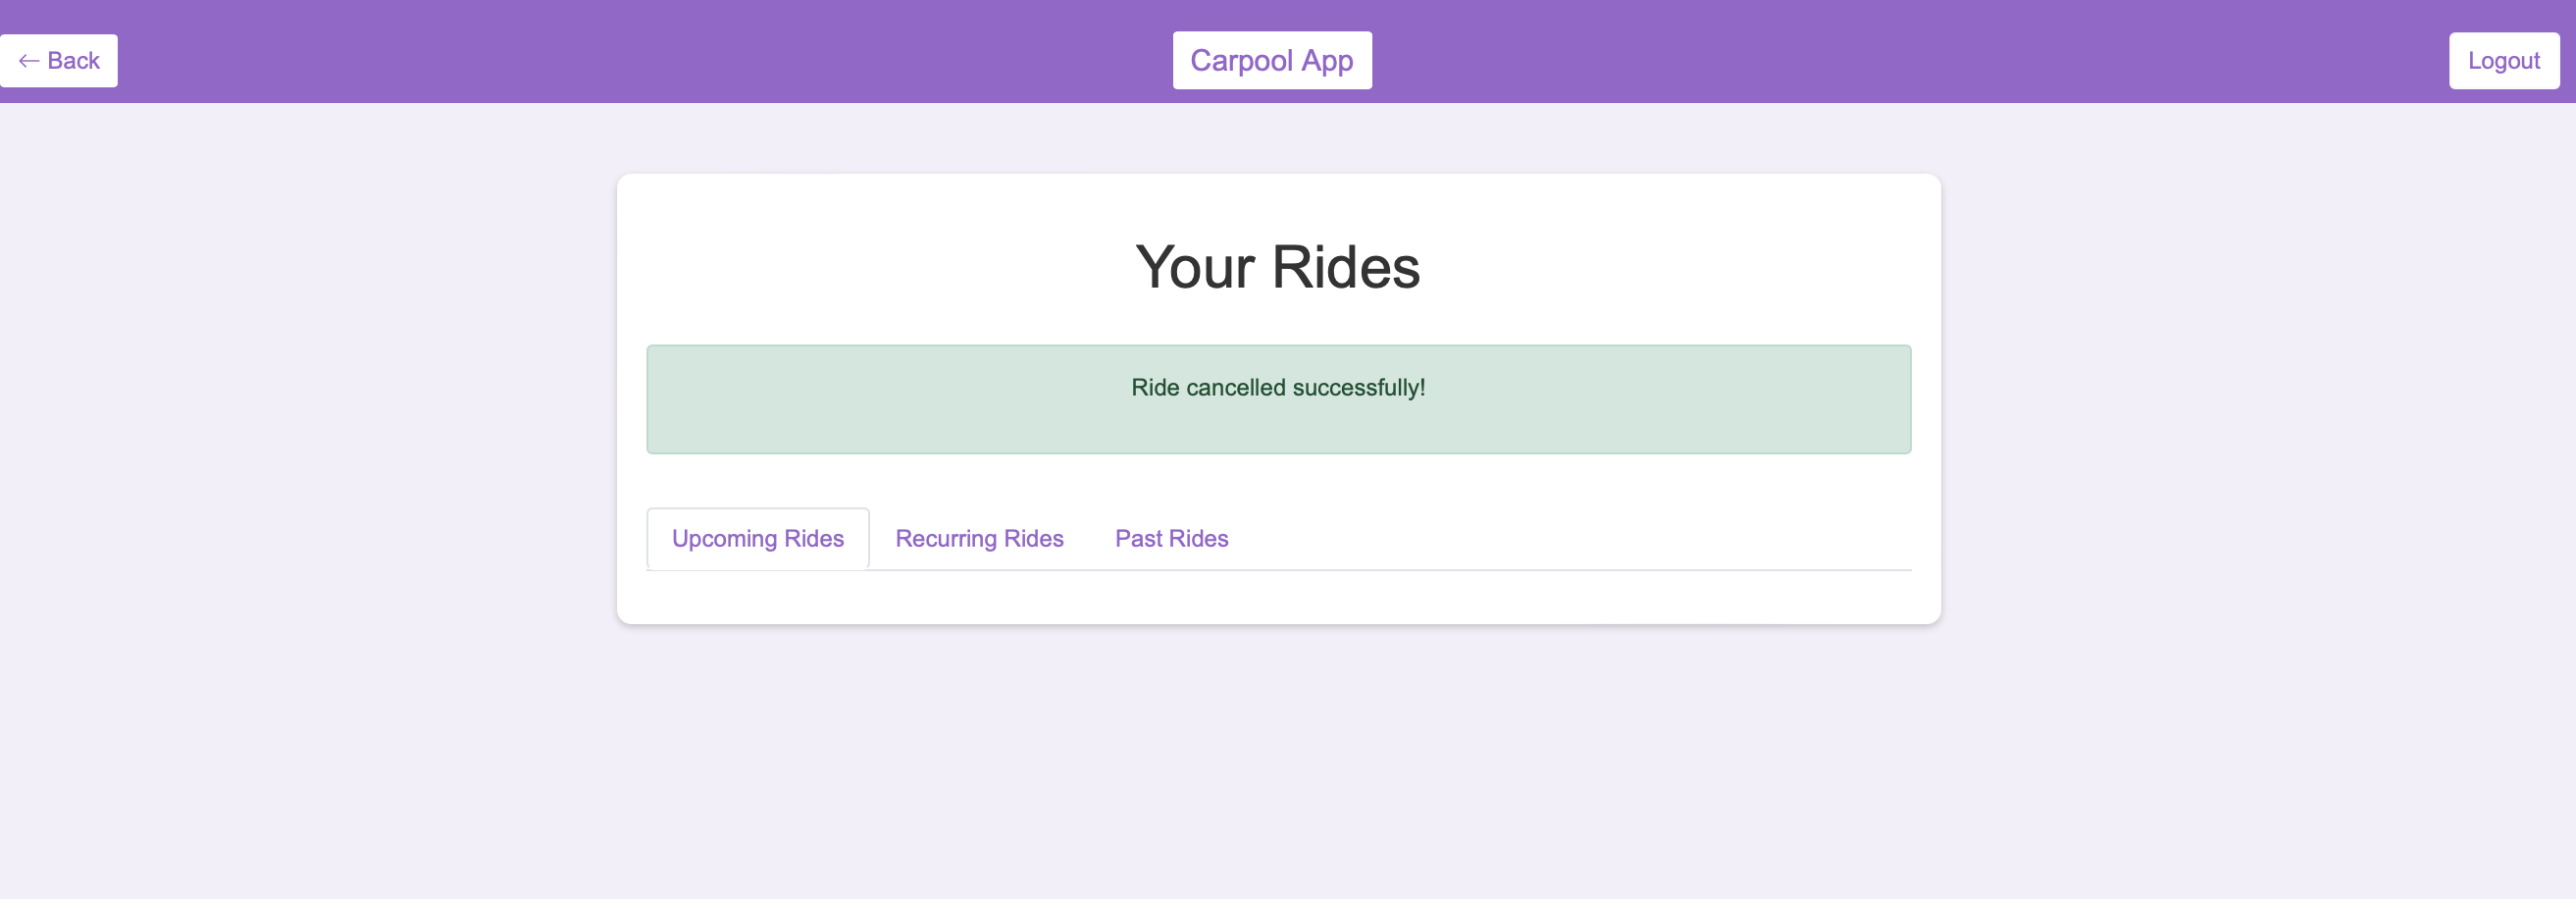 ← Back
Carpool App
Logout
Your Rides
Ride cancelled successfully!
Upcoming Rides
Recurring Rides
Past Rides